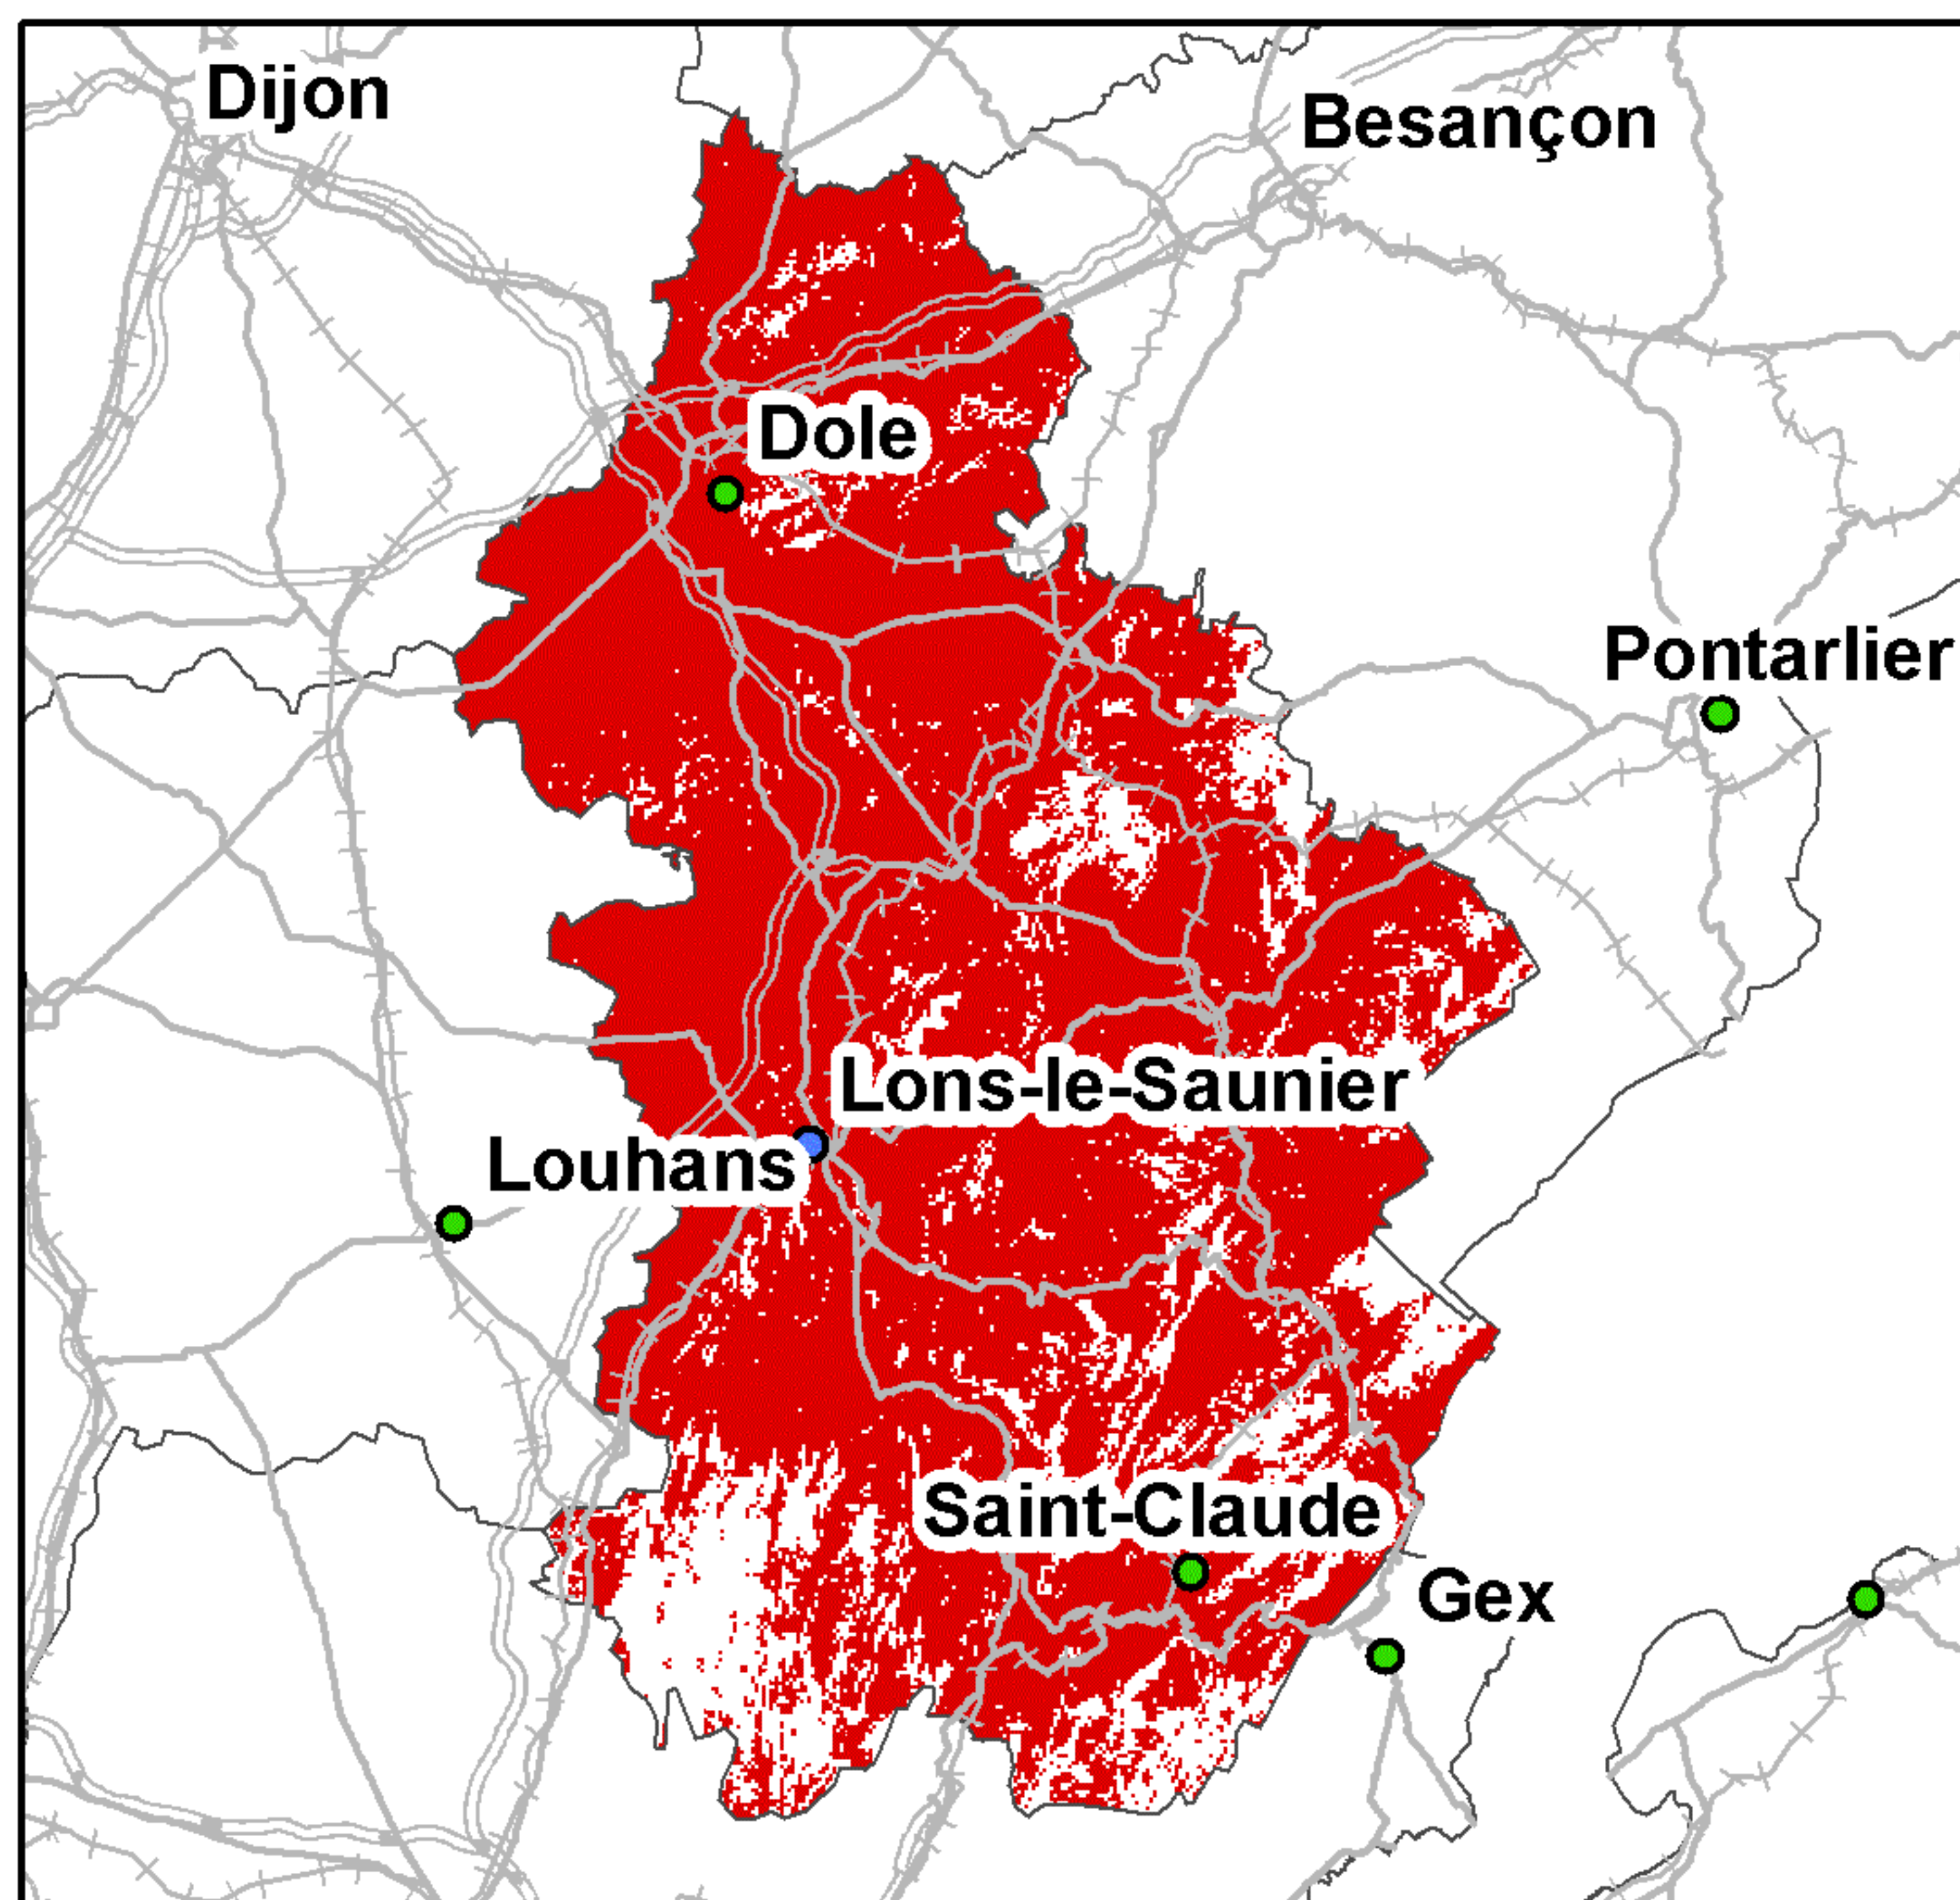 Dijon
Besançon
Dole
Pontarlier
Lons-le-Saunier
Louhans
Saint-Claude
Gex